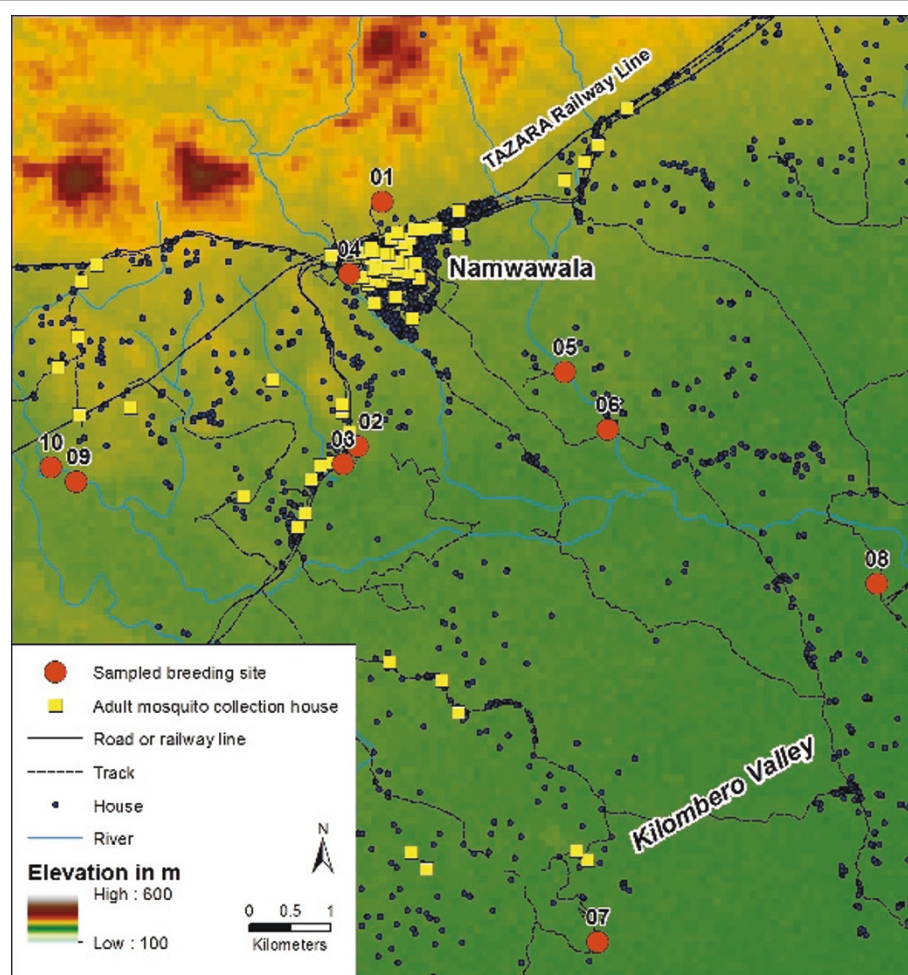 TAZARA Railway Line
01
04
Namwawala
05
06
02
03
10
09
08
Kilombero Valley
07
Sampled breeding site
Adult mosquito collection house
Road or railway line
Track
House
River
Elevation in m
High : 600
Low : 100
N
0 0.5 1
Kilometers